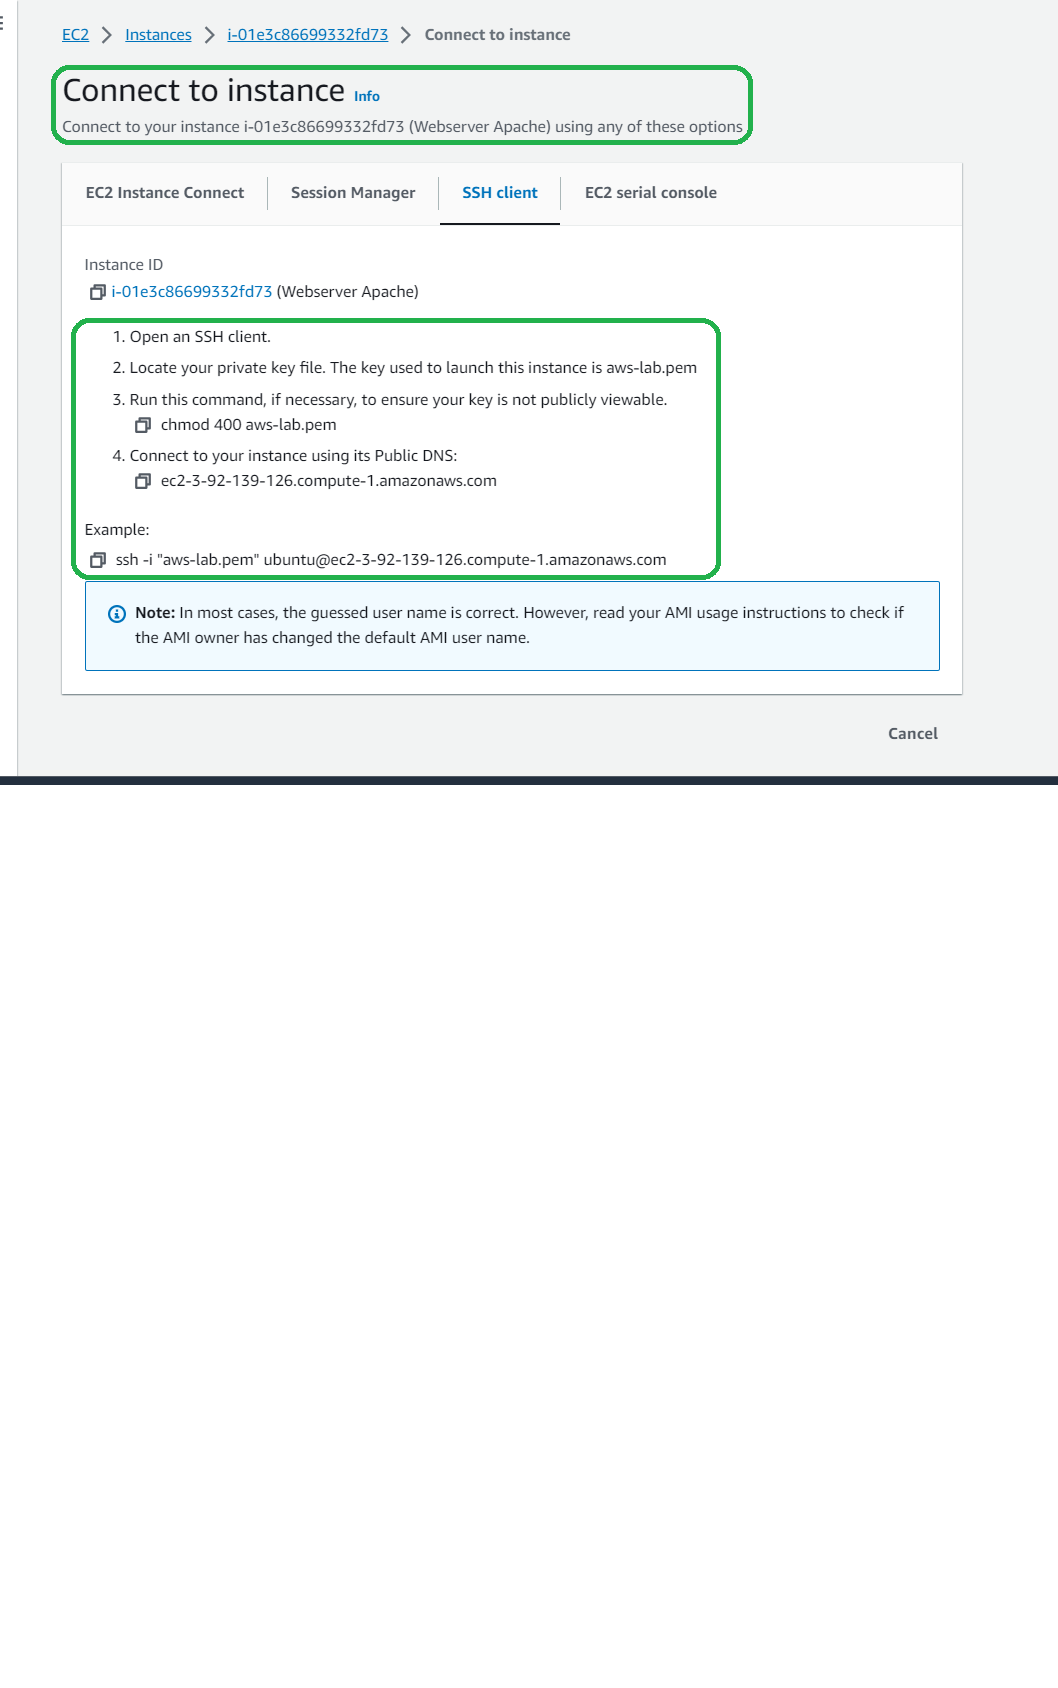 EC2 > Instances > i-01e3c86699332fd73 > Connect to instance
Connect to instance Info
Connect to your instance i-01e3c86699332fd73 (Webserver Apache) using any of these options
EC2 Instance Connect
Session Manager
SSH client
EC2 serial console
Instance ID
i-01e3c86699332fd73 (Webserver Apache)
1. Open an SSH client.
2. Locate your private key file. The key used to launch this instance is aws-lab.pem
3. Run this command, if necessary, to ensure your key is not publicly viewable.
chmod 400 aws-lab.pem
4. Connect to your instance using its Public DNS:
ec2-3-92-139-126.compute-1.amazonaws.com
Example:
ssh -i "aws-lab.pem" ubuntu@ec2-3-92-139-126.compute-1.amazonaws.com
Note: In most cases, the guessed user name is correct. However, read your AMI usage instructions to check if
the AMI owner has changed the default AMI user name.
Cancel